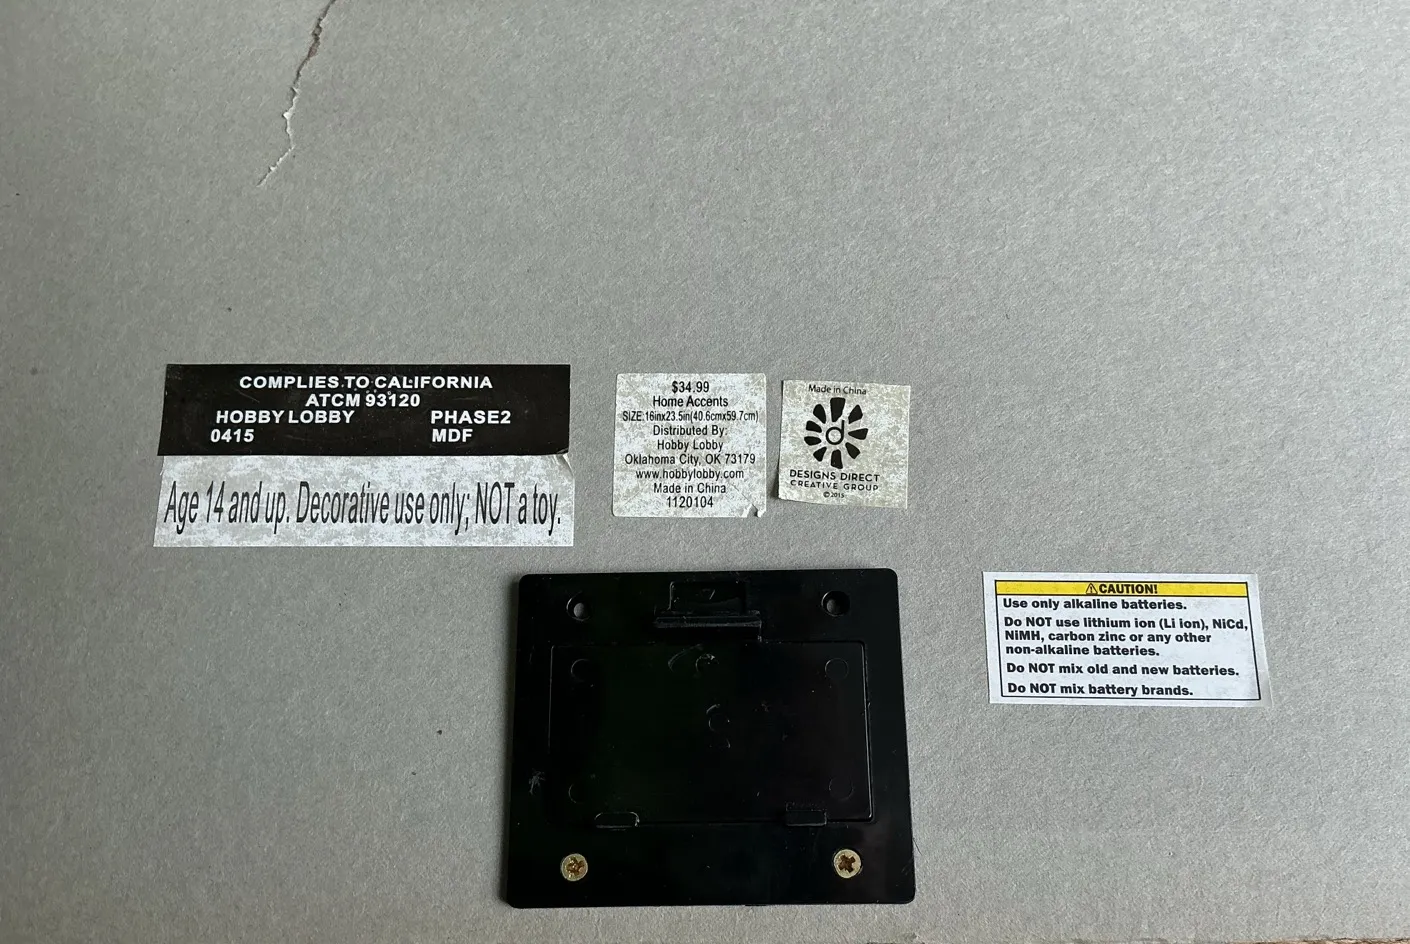 COMPLIES TO CALIFORNIA
ATCM 93120
HOBBY LOBBY PHASE2
0415 MDF
Age 14 and up. Decorative use only; NOT a toy.
$34.99
Home Accents
SIZE:16inx23.5in(40.6cmx59.7cm)
Distributed By:
Hobby Lobby
Oklahoma City, OK 73179
www.hobbylobby.com
Made in China
1120104
Made in China
d
DESIGNS DIRECT
CREATIVE GROUP
©2015
⚠CAUTION!
Use only alkaline batteries.
Do NOT use lithium ion (Li ion), NiCd,
NiMH, carbon zinc or any other
non-alkaline batteries.
Do NOT mix old and new batteries.
Do NOT mix battery brands.